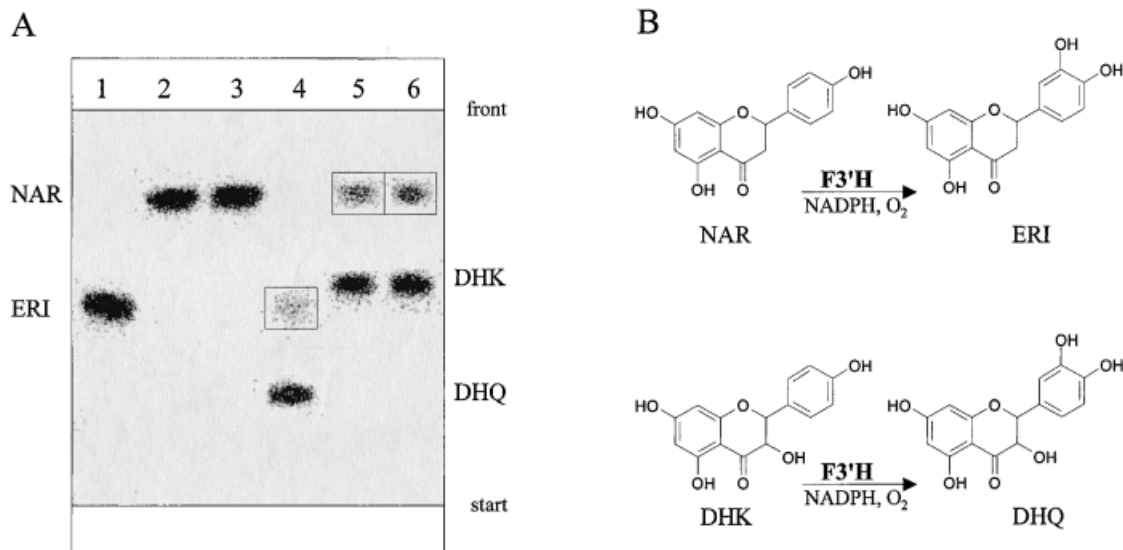 A
1 2 3 4 5 6
front
NAR
DHK
ERI
DHQ
start
B
OH
HO
O
OH
O
NAR
F3'H
NADPH, O₂
OH
OH
HO
O
OH
O
ERI
OH
HO
O
OH
OH
O
DHK
F3'H
NADPH, O₂
OH
OH
HO
O
OH
OH
O
DHQ